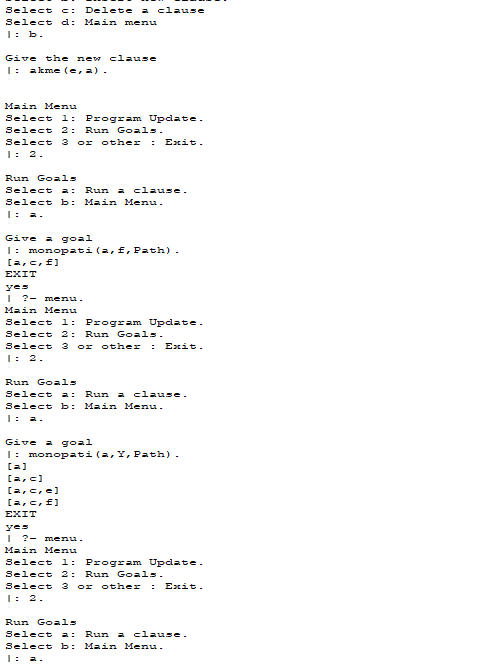 Select c: Delete a clause
Select d: Main menu
|: b.
Give the new clause
|: akme(e,a).
Main Menu
Select 1: Program Update.
Select 2: Run Goals.
Select 3 or other : Exit.
|: 2.
Run Goals
Select a: Run a clause.
Select b: Main Menu.
|: a.
Give a goal
|: monopati(a,f,Path).
[a,c,f]
EXIT
yes
| ?- menu.
Main Menu
Select 1: Program Update.
Select 2: Run Goals.
Select 3 or other : Exit.
|: 2.
Run Goals
Select a: Run a clause.
Select b: Main Menu.
|: a.
Give a goal
|: monopati(a,Y,Path).
[a]
[a,c]
[a,c,e]
[a,c,f]
EXIT
yes
| ?- menu.
Main Menu
Select 1: Program Update.
Select 2: Run Goals.
Select 3 or other : Exit.
|: 2.
Run Goals
Select a: Run a clause.
Select b: Main Menu.
|: a.